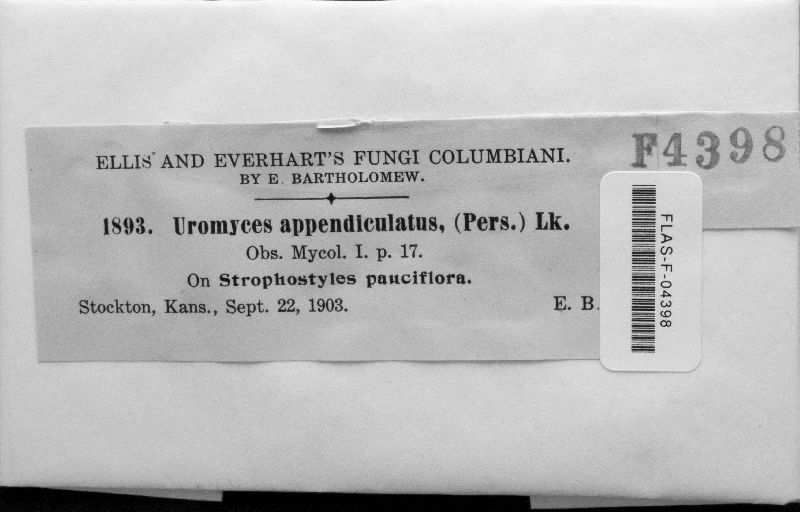 ELLIS AND EVERHART'S FUNGI COLUMBIANI.
BY E. BARTHOLOMEW.
1893. Uromyces appendiculatus, (Pers.) Lk.
Obs. Mycol. I. p. 17.
On Strophostyles pauciflora.
Stockton, Kans., Sept. 22, 1903. E. B.
F4398
FLAS-F-04398